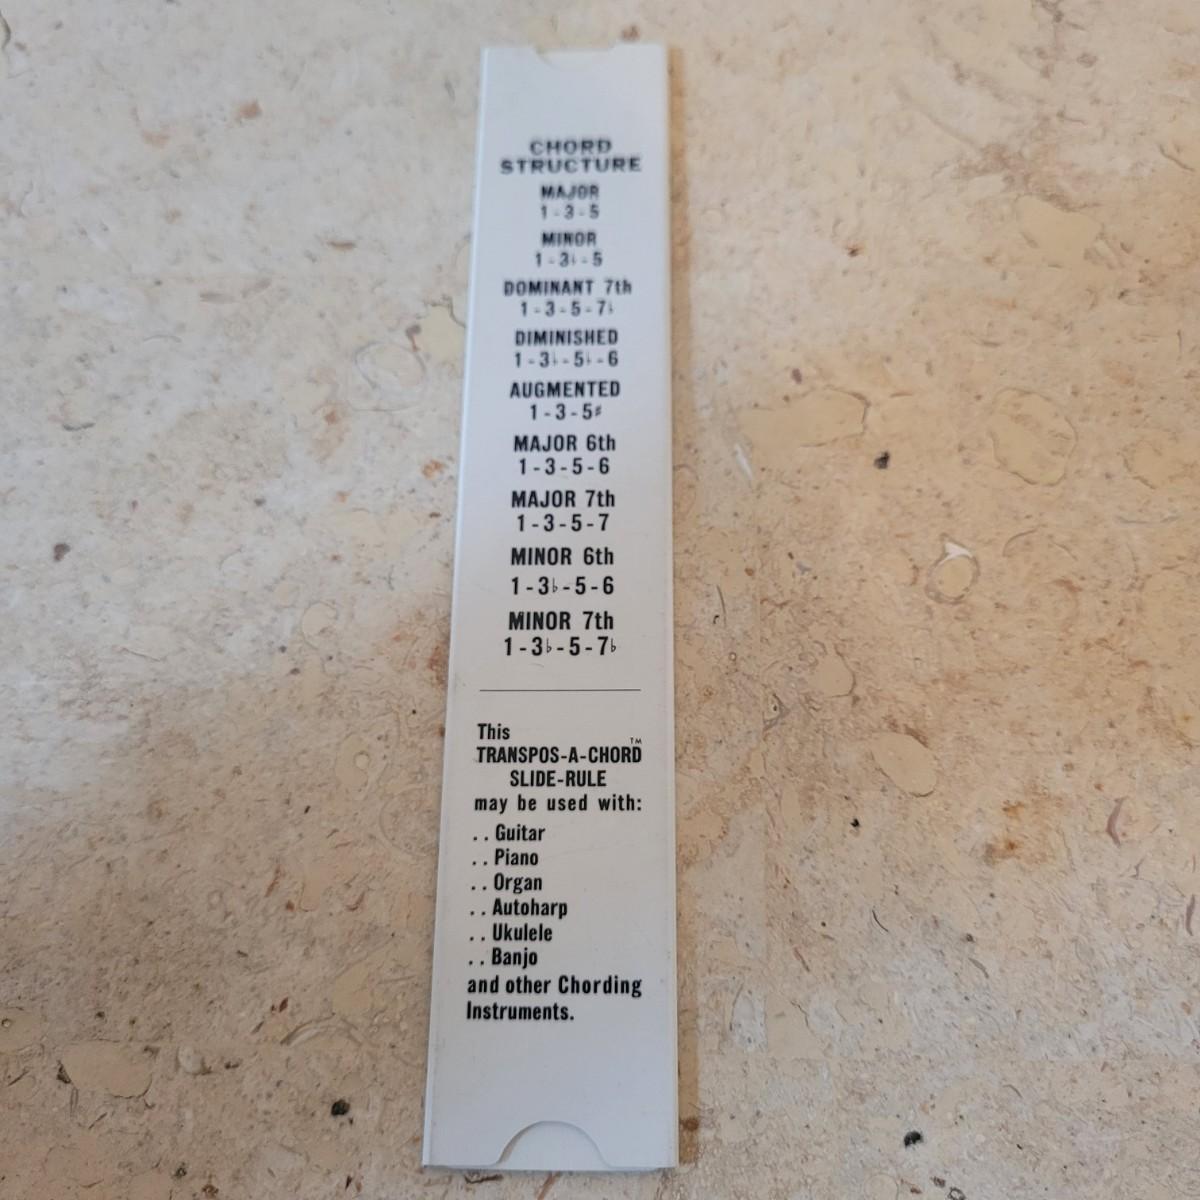 CHORD
STRUCTURE
MAJOR
1 - 3 - 5
MINOR
1 - 3♭ - 5
DOMINANT 7th
1 - 3 - 5 - 7♭
DIMINISHED
1 - 3♭ - 5♭ - 6
AUGMENTED
1 - 3 - 5♯
MAJOR 6th
1 - 3 - 5 - 6
MAJOR 7th
1 - 3 - 5 - 7
MINOR 6th
1 - 3♭ - 5 - 6
MINOR 7th
1 - 3♭ - 5 - 7♭
This
TRANSPOS-A-CHORD™
SLIDE-RULE
may be used with:
. . Guitar
. . Piano
. . Organ
. . Autoharp
. . Ukulele
. . Banjo
and other Chording
Instruments.